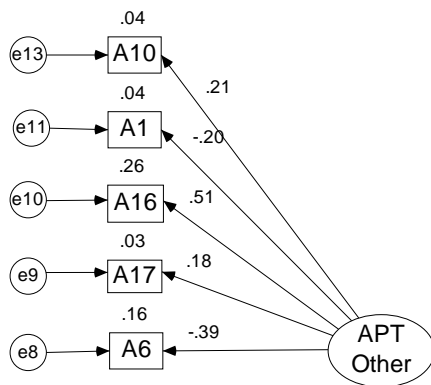 .04
e13
A10
.21
.04
e11
A1
-.20
.26
e10
A16
.51
.03
e9
A17
.18
.16
e8
A6
-.39
APT
Other